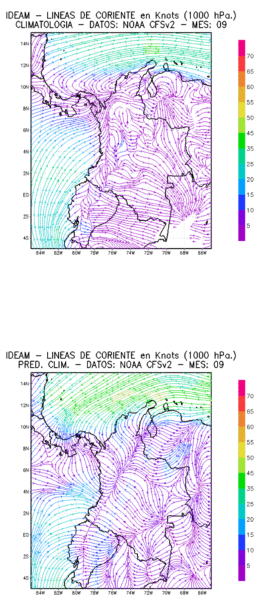 IDEAM – LINEAS DE CORIENTE en Knots (1000 hPa.)
CLIMATOLOGIA – DATOS: NOAA CFSv2 – MES: 09
14N
12N
10N
8N
6N
4N
2N
EQ
2S
4S
84W 82W 80W 78W 76W 74W 72W 70W 68W 66W
70
65
60
55
50
45
40
35
30
25
20
15
10
5
IDEAM – LINEAS DE CORIENTE en Knots (1000 hPa.)
PRED. CLIM. – DATOS: NOAA CFSv2 – MES: 09
14N
12N
10N
8N
6N
4N
2N
EQ
2S
4S
84W 82W 80W 78W 76W 74W 72W 70W 68W 66W
70
65
60
55
50
45
40
35
30
25
20
15
10
5